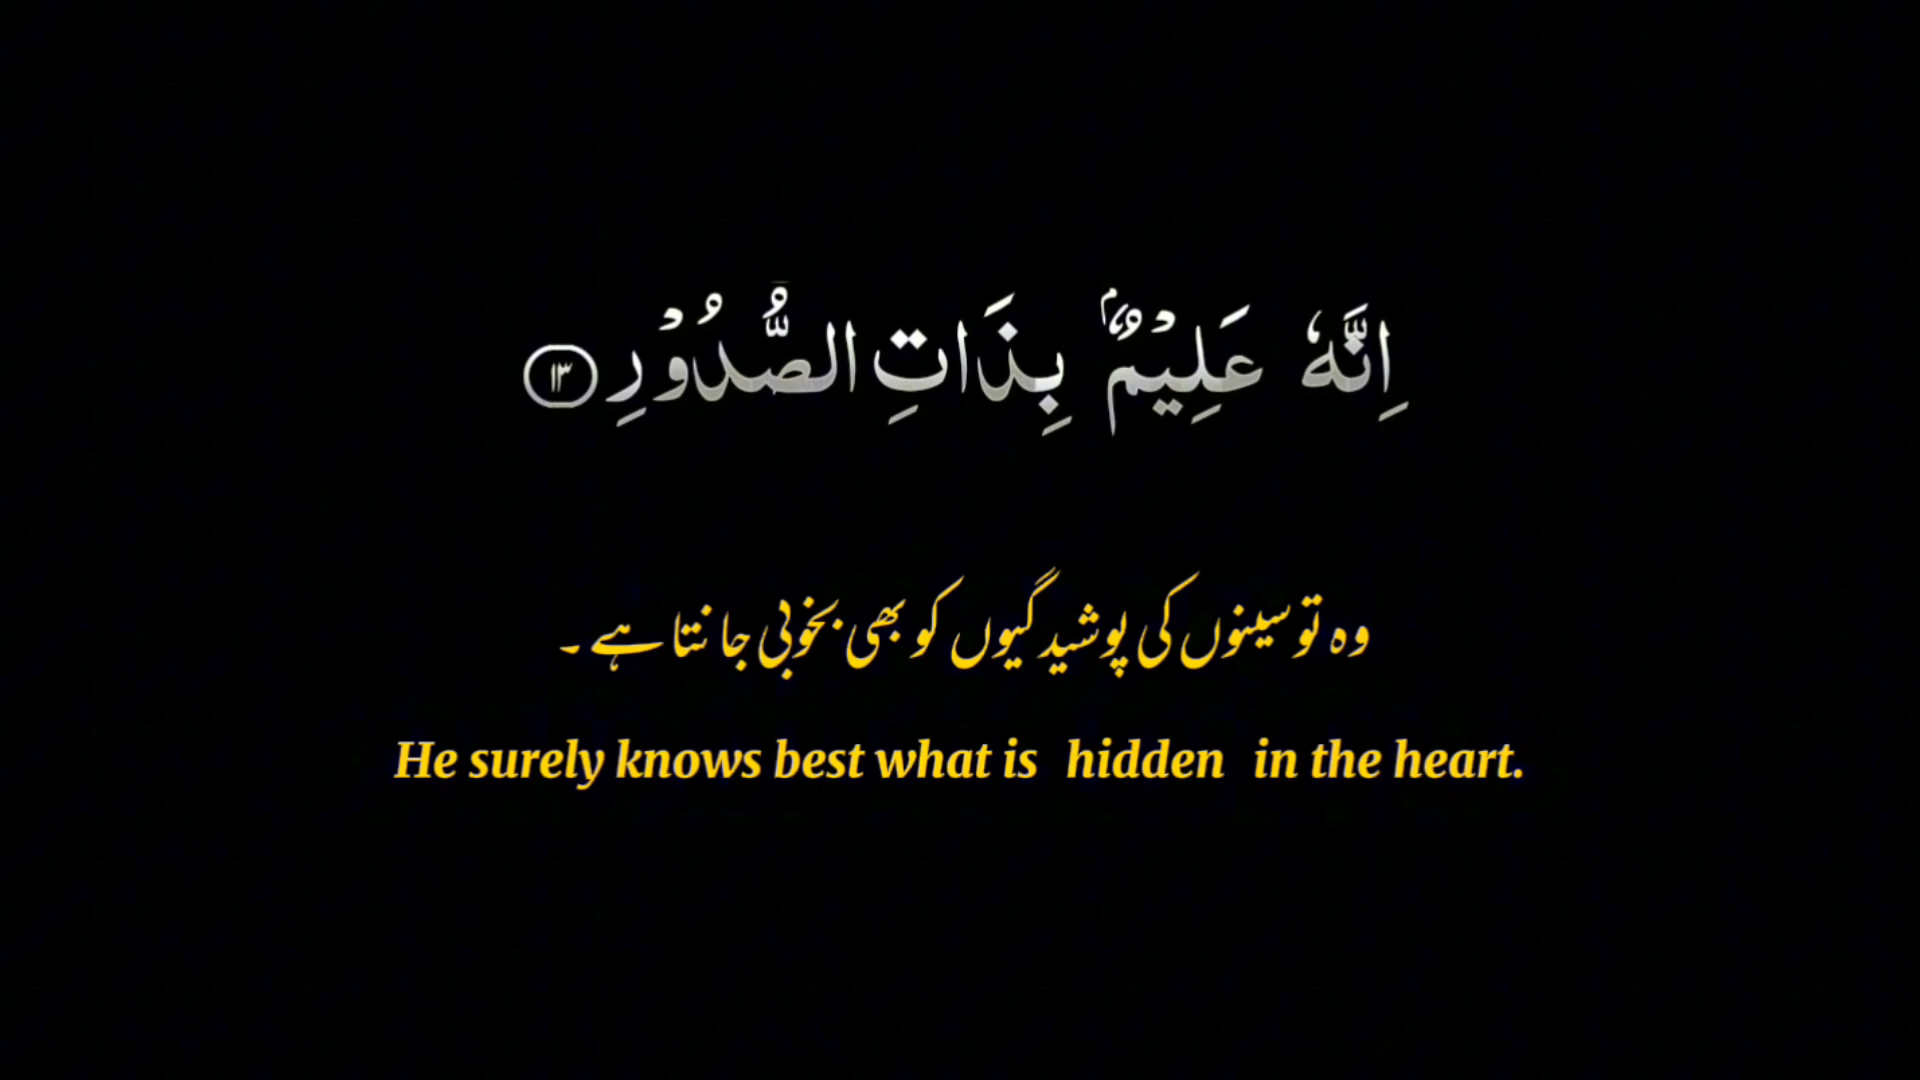 اِنَّهٗ عَلِيْمٌۢ بِذَاتِ الصُّدُوْرِ ۱۳
وہ تو سینوں کی پوشیدگیوں کو بھی بخوبی جانتا ہے۔
He surely knows best what is hidden in the heart.